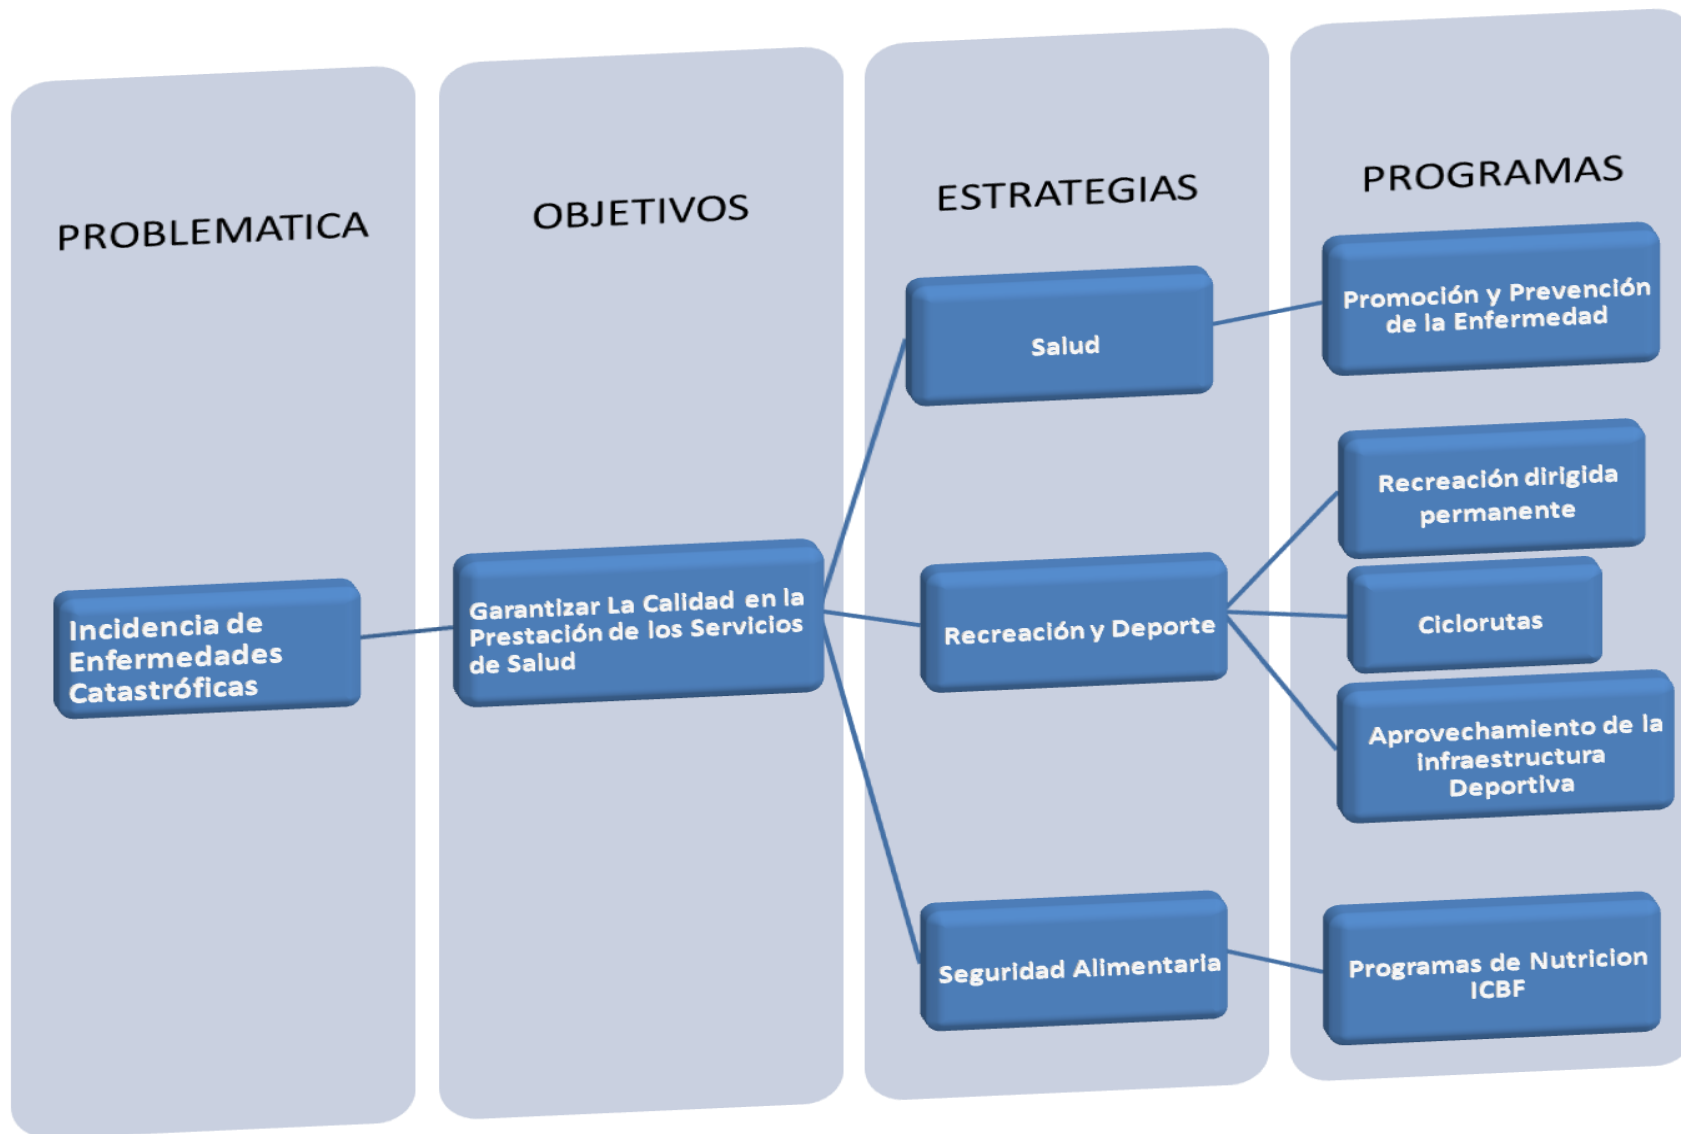 PROBLEMATICA
OBJETIVOS
ESTRATEGIAS
PROGRAMAS
Incidencia de
Enfermedades
Catastróficas
Garantizar La Calidad en la
Prestación de los Servicios
de Salud
Salud
Recreación y Deporte
Seguridad Alimentaria
Promoción y Prevención
de la Enfermedad
Recreación dirigida
permanente
Ciclorutas
Aprovechamiento de la
infraestructura
Deportiva
Programas de Nutricion
ICBF